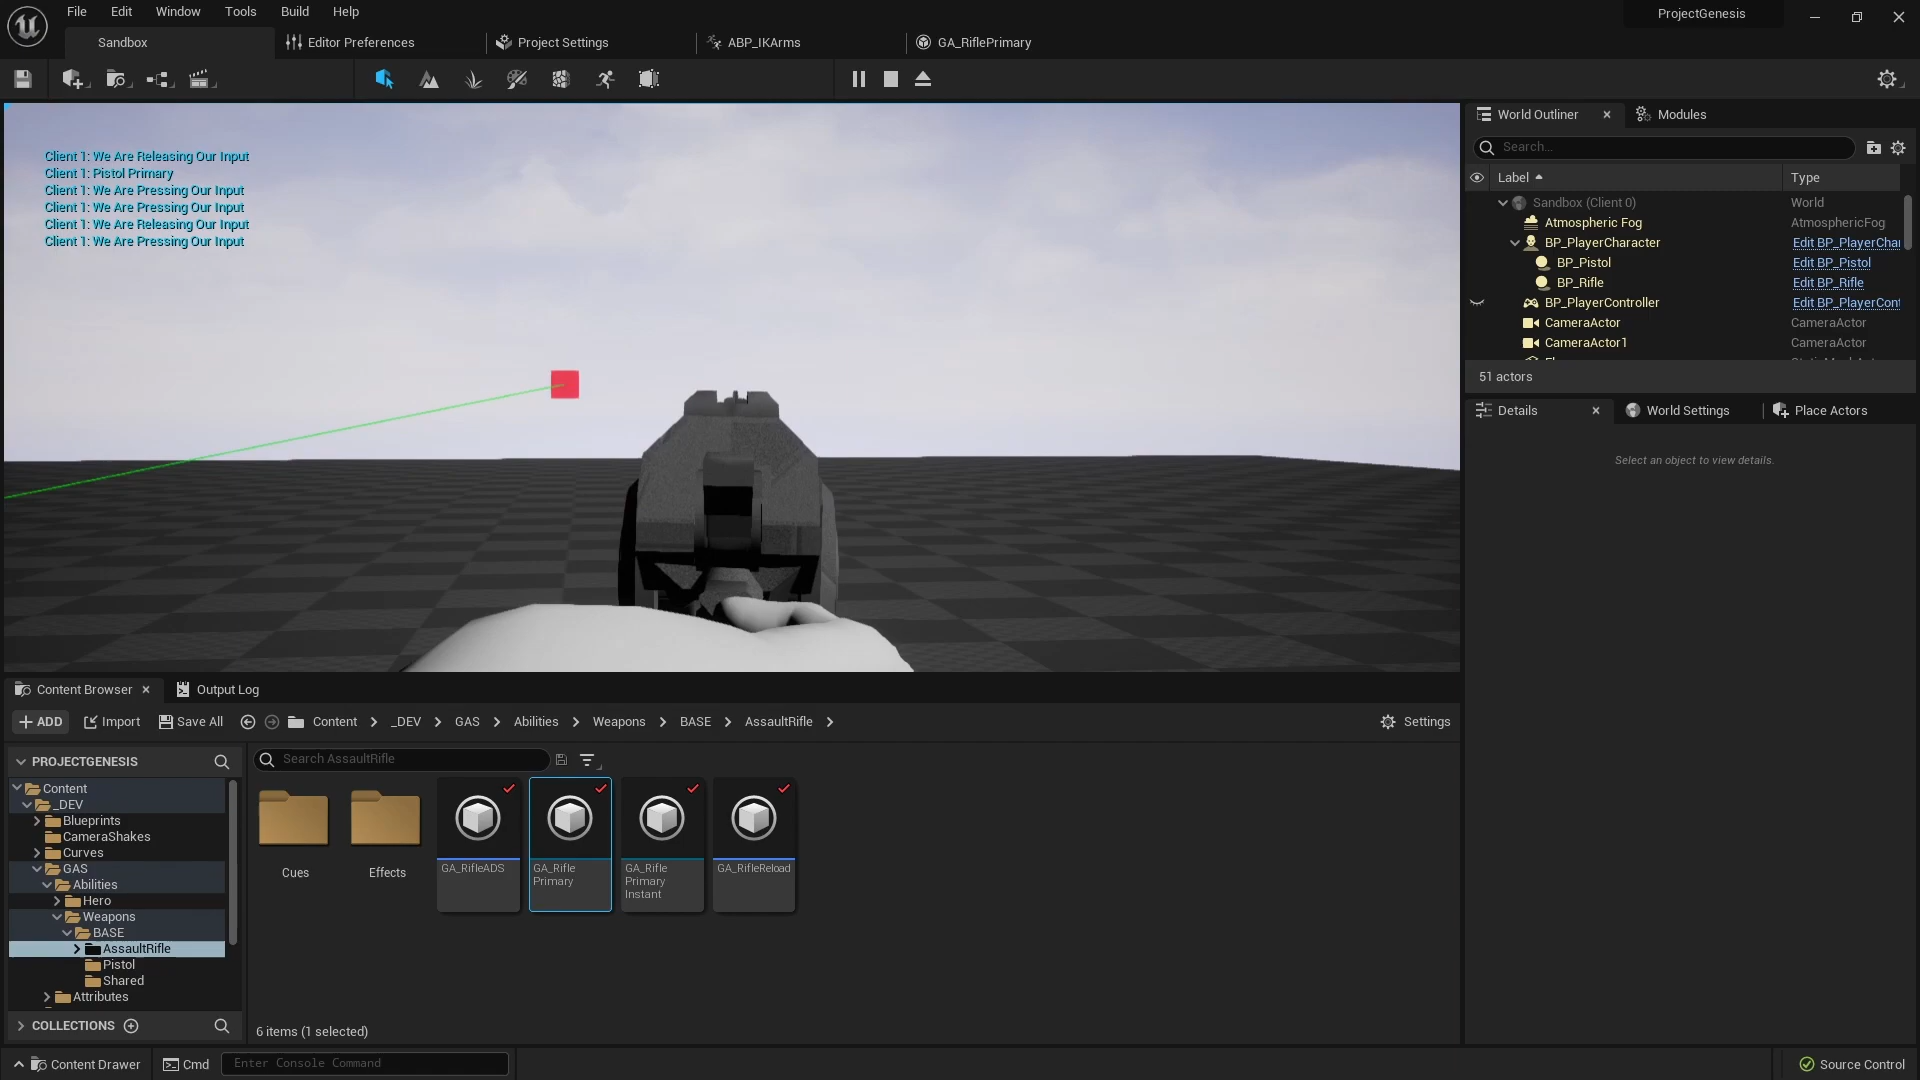 File Edit Window Tools Build Help
ProjectGenesis
Sandbox
Editor Preferences
Project Settings
ABP_IKArms
GA_RiflePrimary
Client 1: We Are Releasing Our Input
Client 1: Pistol Primary
Client 1: We Are Pressing Our Input
Client 1: We Are Pressing Our Input
Client 1: We Are Releasing Our Input
Client 1: We Are Pressing Our Input
World Outliner
Modules
Search...
Label Type
Sandbox (Client 0) World
Atmospheric Fog AtmosphericFog
BP_PlayerCharacter Edit BP_PlayerChar
BP_Pistol Edit BP_Pistol
BP_Rifle Edit BP_Rifle
BP_PlayerController Edit BP_PlayerCont
CameraActor CameraActor
CameraActor1 CameraActor
51 actors
Details
World Settings
Place Actors
Select an object to view details.
Content Browser
Output Log
ADD Import Save All Content _DEV GAS Abilities Weapons BASE AssaultRifle Settings
PROJECTGENESIS
Search AssaultRifle
Content
_DEV
Blueprints
CameraShakes
Curves
GAS
Abilities
Hero
Weapons
BASE
AssaultRifle
Pistol
Shared
Attributes
COLLECTIONS
Cues
Effects
GA_RifleADS
GA_Rifle
Primary
GA_Rifle
Primary
Instant
GA_RifleReload
6 items (1 selected)
Content Drawer
Cmd
Enter Console Command
Source Control